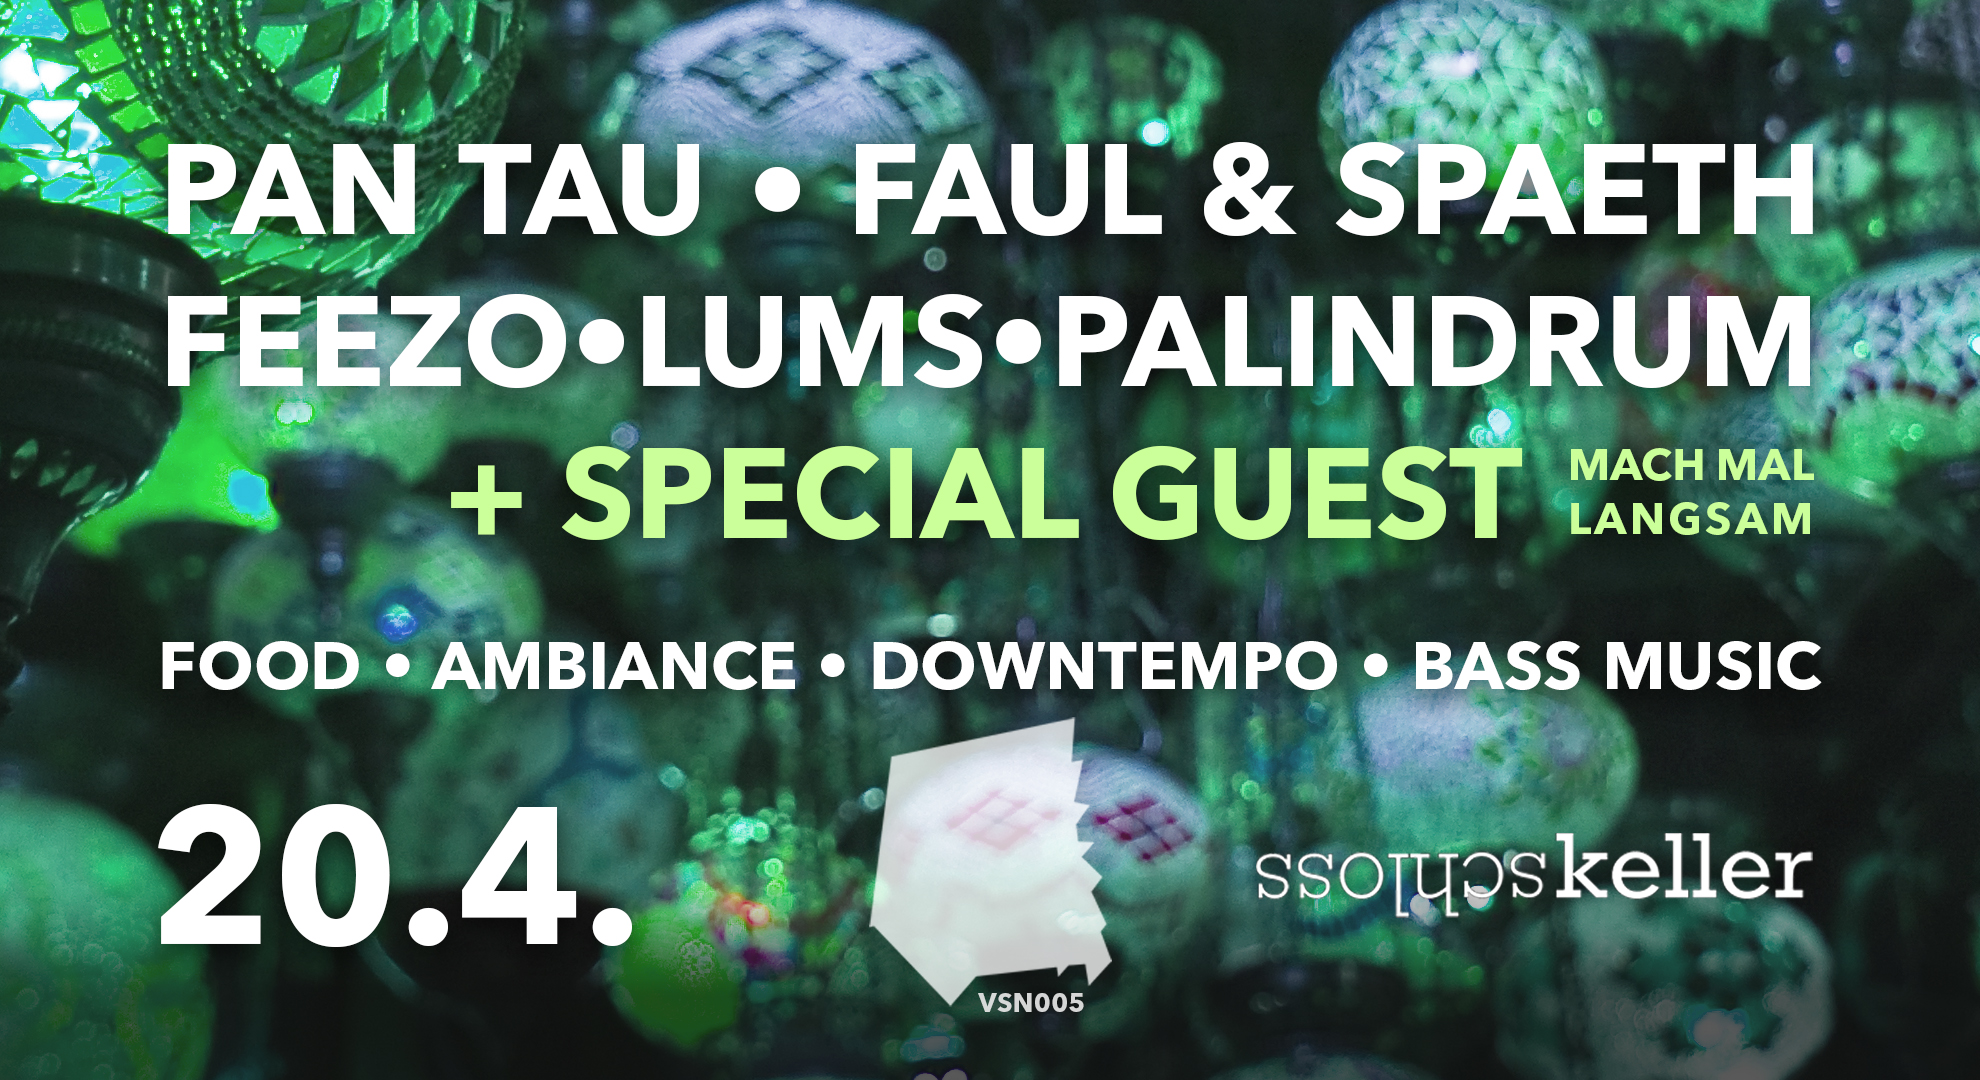 PAN TAU • FAUL & SPAETH
FEEZO•LUMS•PALINDRUM
+ SPECIAL GUEST
MACH MAL
LANGSAM
FOOD • AMBIANCE • DOWNTEMPO • BASS MUSIC
20.4.
VSN005
schlosskeller